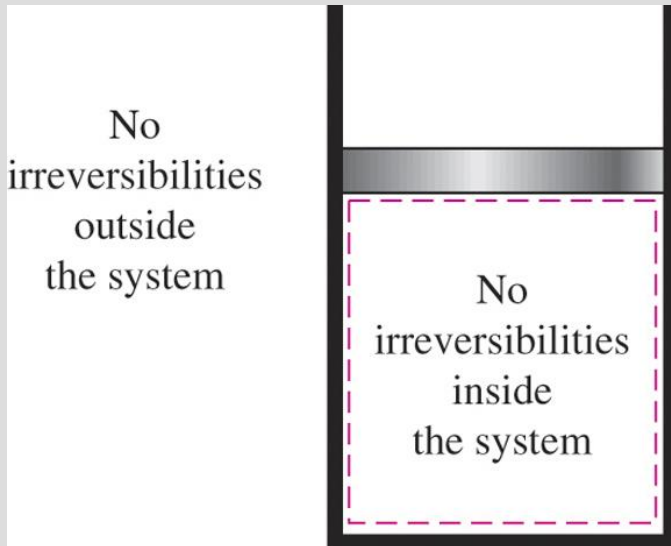 No
irreversibilities
outside
the system
No
irreversibilities
inside
the system